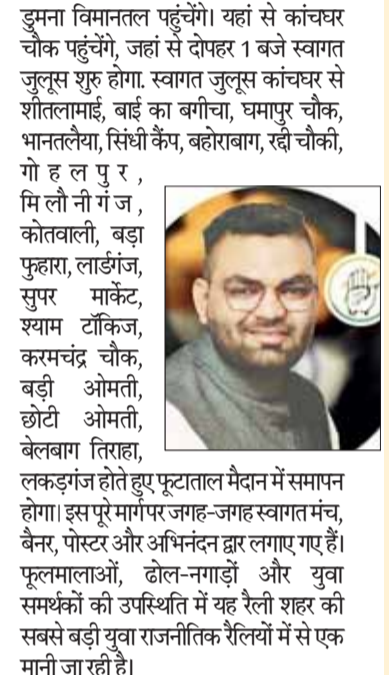 डुमना विमानतल पहुंचेंगे। यहां से कांचघर
चौक पहुंचेंगे, जहां से दोपहर 1 बजे स्वागत
जुलूस शुरु होगा. स्वागत जुलूस कांचघर से
शीतलामाई, बाई का बगीचा, घमापुर चौक,
भानतलैया, सिंधी कैंप, बहोराबाग, रद्दी चौकी,
गोहलपुर,
मिलौनीगंज,
कोतवाली, बड़ा
फुहारा, लार्डगंज,
सुपर मार्केट,
श्याम टॉकिज,
करमचंद्र चौक,
बड़ी ओमती,
छोटी ओमती,
बेलबाग तिराहा,
लकड़गंज होते हुए फूटाताल मैदान में समापन
होगा। इस पूरे मार्ग पर जगह-जगह स्वागत मंच,
बैनर, पोस्टर और अभिनंदन द्वार लगाए गए हैं।
फूलमालाओं, ढोल-नगाड़ों और युवा
समर्थकों की उपस्थिति में यह रैली शहर की
सबसे बड़ी युवा राजनीतिक रैलियों में से एक
मानी जा रही है।